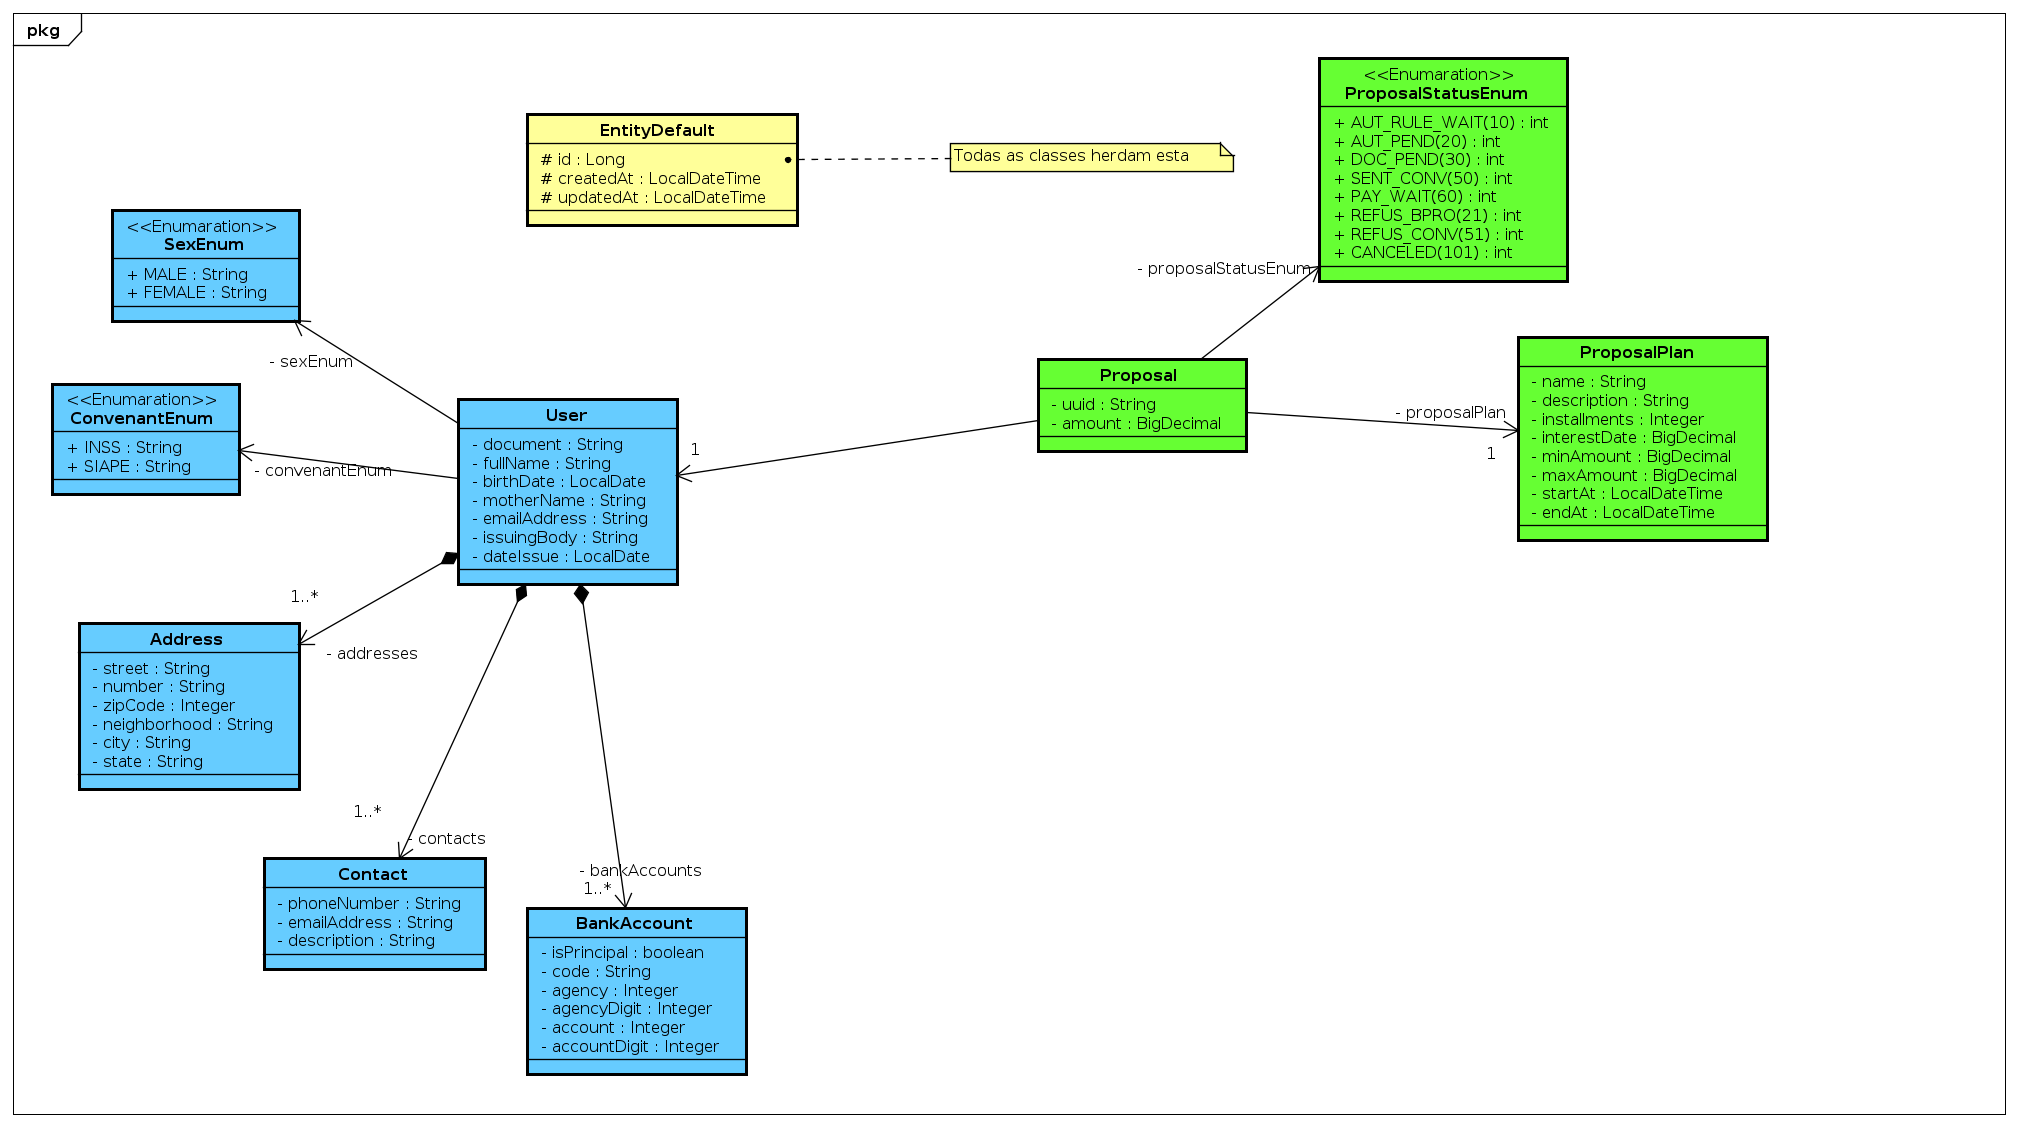 pkg
EntityDefault
# id : Long
# createdAt : LocalDateTime
# updatedAt : LocalDateTime
Todas as classes herdam esta
<<Enumaration>>
ProposalStatusEnum
+ AUT_RULE_WAIT(10) : int
+ AUT_PEND(20) : int
+ DOC_PEND(30) : int
+ SENT_CONV(50) : int
+ PAY_WAIT(60) : int
+ REFUS_BPRO(21) : int
+ REFUS_CONV(51) : int
+ CANCELED(101) : int
- proposalStatusEnum
<<Enumaration>>
SexEnum
+ MALE : String
+ FEMALE : String
- sexEnum
<<Enumaration>>
ConvenantEnum
+ INSS : String
+ SIAPE : String
- convenantEnum
User
- document : String
- fullName : String
- birthDate : LocalDate
- motherName : String
- emailAddress : String
- issuingBody : String
- dateIssue : LocalDate
1
Proposal
- uuid : String
- amount : BigDecimal
- proposalPlan
1
ProposalPlan
- name : String
- description : String
- installments : Integer
- interestDate : BigDecimal
- minAmount : BigDecimal
- maxAmount : BigDecimal
- startAt : LocalDateTime
- endAt : LocalDateTime
1..*
- addresses
Address
- street : String
- number : String
- zipCode : Integer
- neighborhood : String
- city : String
- state : String
1..*
- contacts
Contact
- phoneNumber : String
- emailAddress : String
- description : String
- bankAccounts
1..*
BankAccount
- isPrincipal : boolean
- code : String
- agency : Integer
- agencyDigit : Integer
- account : Integer
- accountDigit : Integer